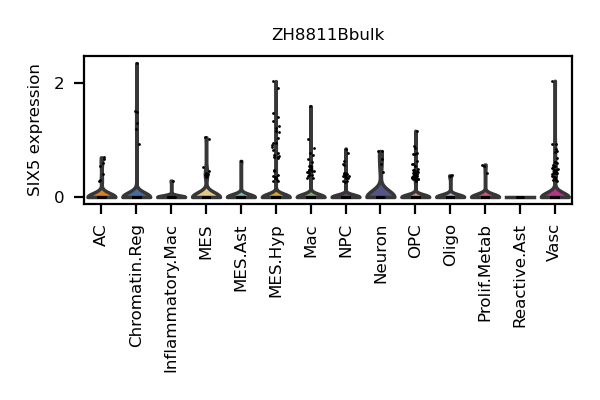 ZH8811Bbulk
SIX5 expression
2
0
AC
Chromatin.Reg
Inflammatory.Mac
MES
MES.Ast
MES.Hyp
Mac
NPC
Neuron
OPC
Oligo
Prolif.Metab
Reactive.Ast
Vasc